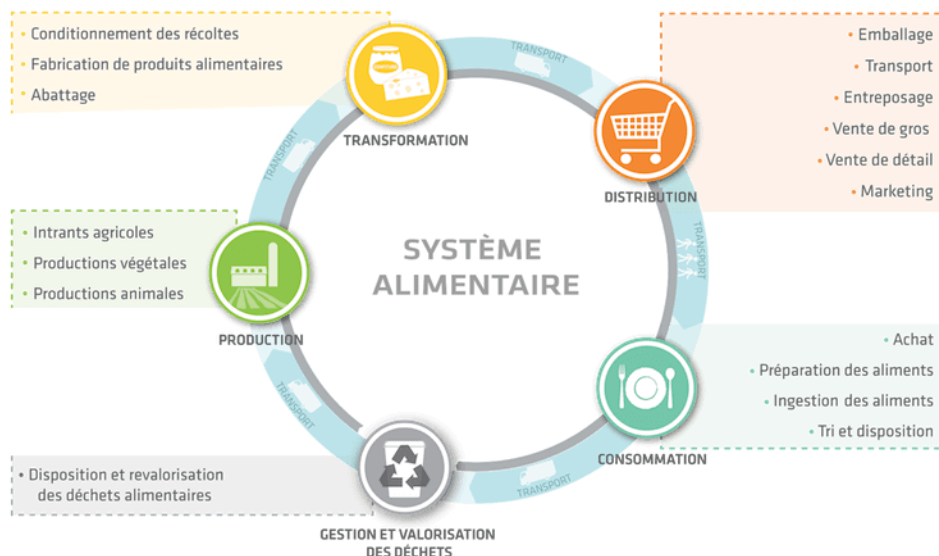 • Conditionnement des récoltes
• Fabrication de produits alimentaires
• Abattage
TRANSFORMATION
TRANSPORT
• Emballage
• Transport
• Entreposage
• Vente de gros
• Vente de détail
• Marketing
DISTRIBUTION
TRANSPORT
TRANSPORT
• Intrants agricoles
• Productions végétales
• Productions animales
PRODUCTION
SYSTÈME
ALIMENTAIRE
• Achat
• Préparation des aliments
• Ingestion des aliments
• Tri et disposition
CONSOMMATION
TRANSPORT
TRANSPORT
• Disposition et revalorisation
des déchets alimentaires
GESTION ET VALORISATION
DES DÉCHETS